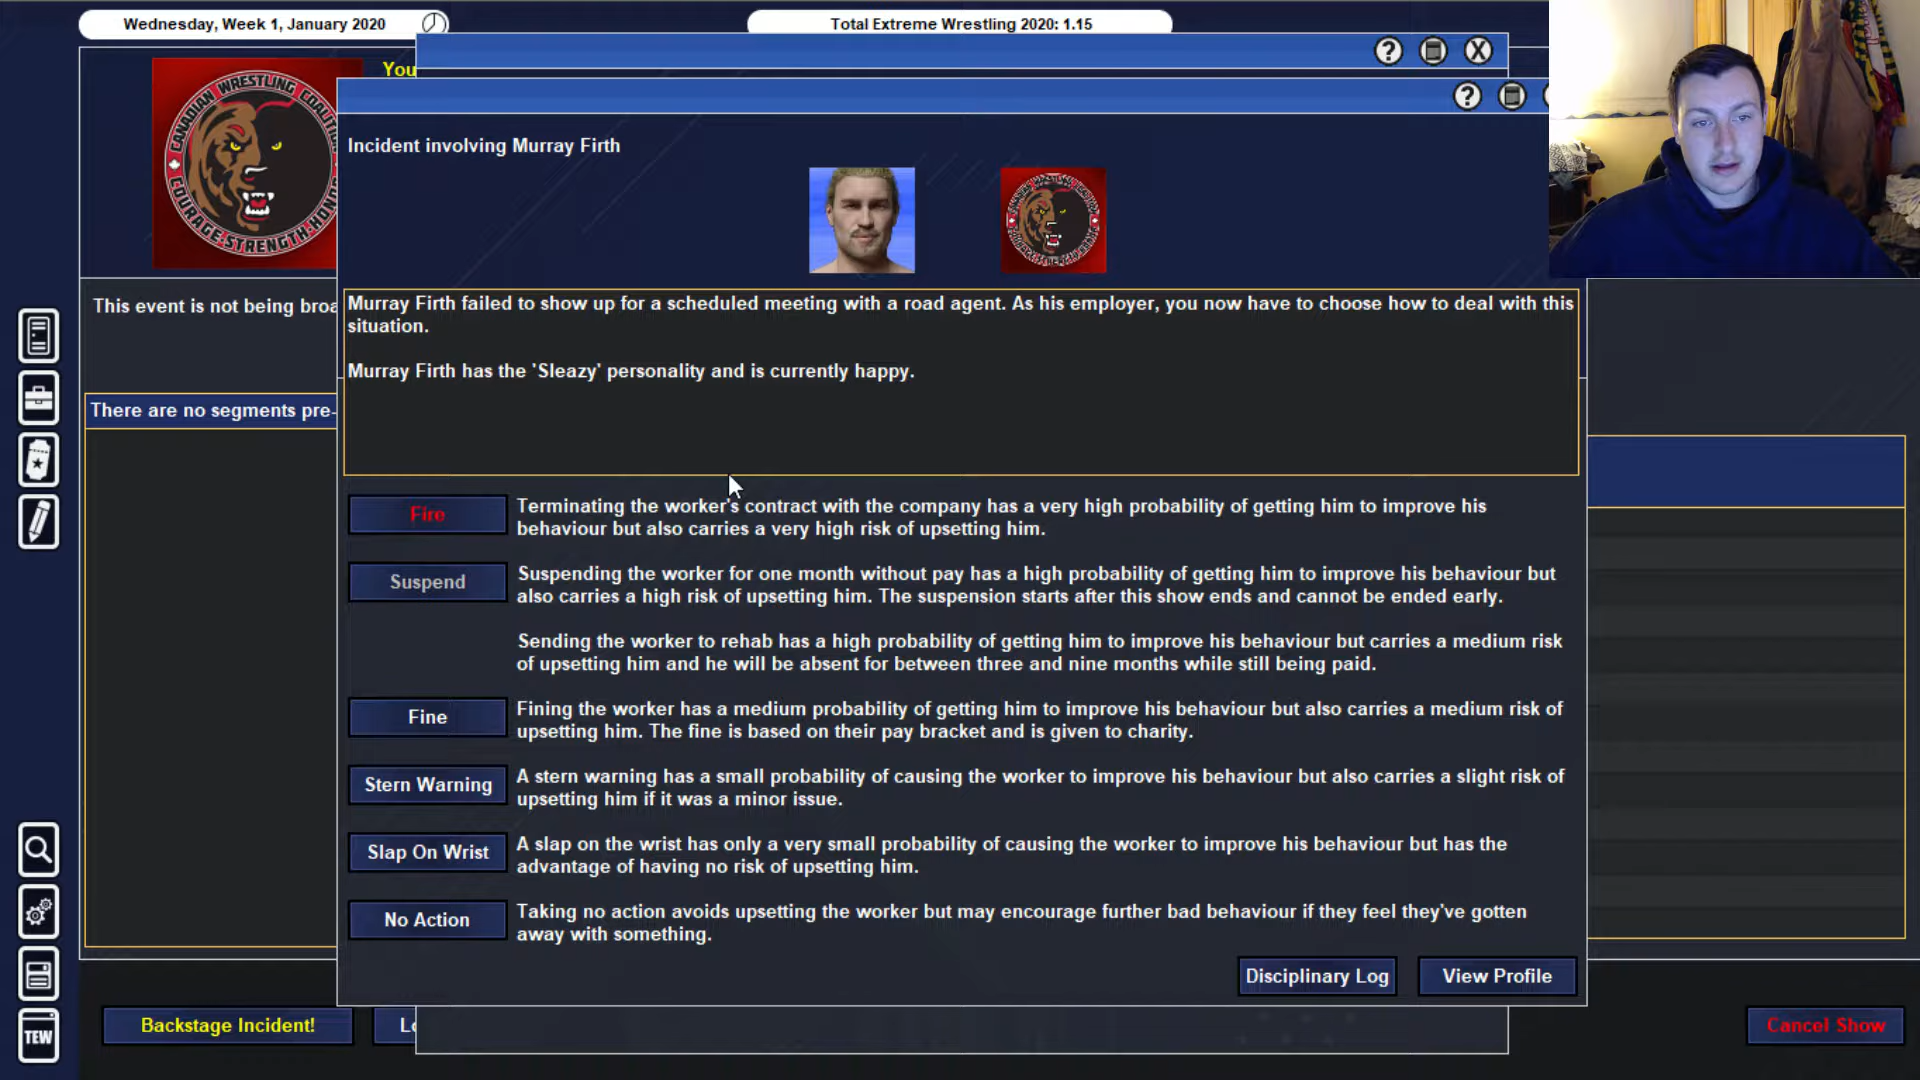 Wednesday, Week 1, January 2020
Total Extreme Wrestling 2020: 1.15
You
CANADIAN WRESTLING COALITION
COURAGE·STRENGTH·HONO
Incident involving Murray Firth
This event is not being broa
Murray Firth failed to show up for a scheduled meeting with a road agent. As his employer, you now have to choose how to deal with this
situation.
Murray Firth has the 'Sleazy' personality and is currently happy.
There are no segments pre-
Fire
Terminating the worker's contract with the company has a very high probability of getting him to improve his
behaviour but also carries a very high risk of upsetting him.
Suspend
Suspending the worker for one month without pay has a high probability of getting him to improve his behaviour but
also carries a high risk of upsetting him. The suspension starts after this show ends and cannot be ended early.
Sending the worker to rehab has a high probability of getting him to improve his behaviour but carries a medium risk
of upsetting him and he will be absent for between three and nine months while still being paid.
Fine
Fining the worker has a medium probability of getting him to improve his behaviour but also carries a medium risk of
upsetting him. The fine is based on their pay bracket and is given to charity.
Stern Warning
A stern warning has a small probability of causing the worker to improve his behaviour but also carries a slight risk of
upsetting him if it was a minor issue.
Slap On Wrist
A slap on the wrist has only a very small probability of causing the worker to improve his behaviour but has the
advantage of having no risk of upsetting him.
No Action
Taking no action avoids upsetting the worker but may encourage further bad behaviour if they feel they've gotten
away with something.
Disciplinary Log
View Profile
Backstage Incident!
Lo
Cancel Show
TEW